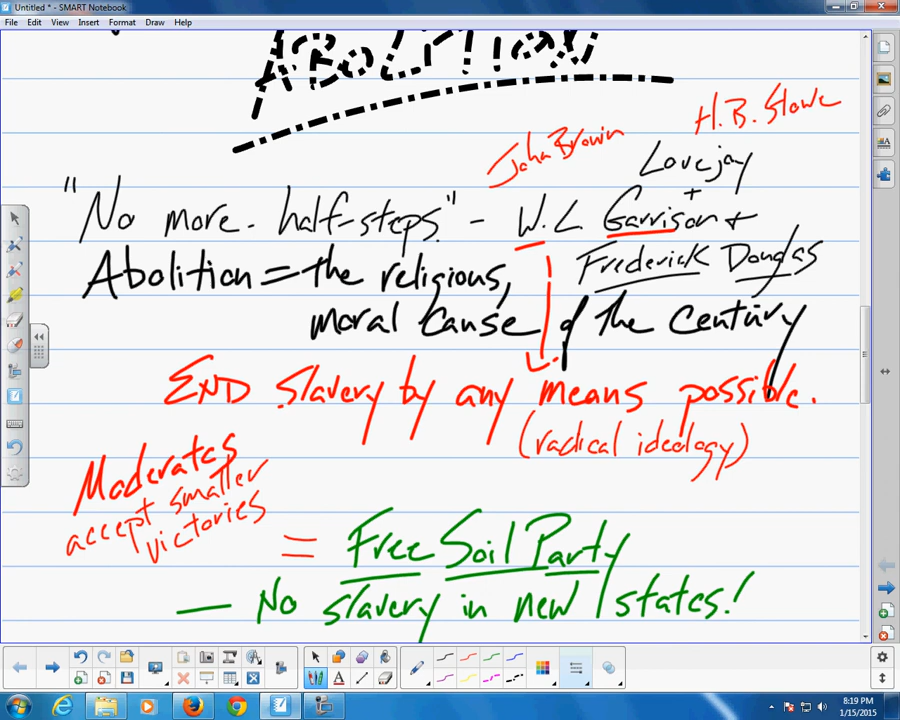 Untitled * - SMART Notebook
File Edit View Insert Format Draw Help
ABOLITION
H.B. Stowe
John Brown
Lovejoy
+
"No more half-steps" - W.L Garrison +
Frederick Douglas
Abolition = the religious,
moral cause of the century
END slavery by any means possible.
(radical ideology)
Moderates
accept smaller
victories
= Free Soil Party
— No slavery in new states!
8:19 PM
1/15/2015